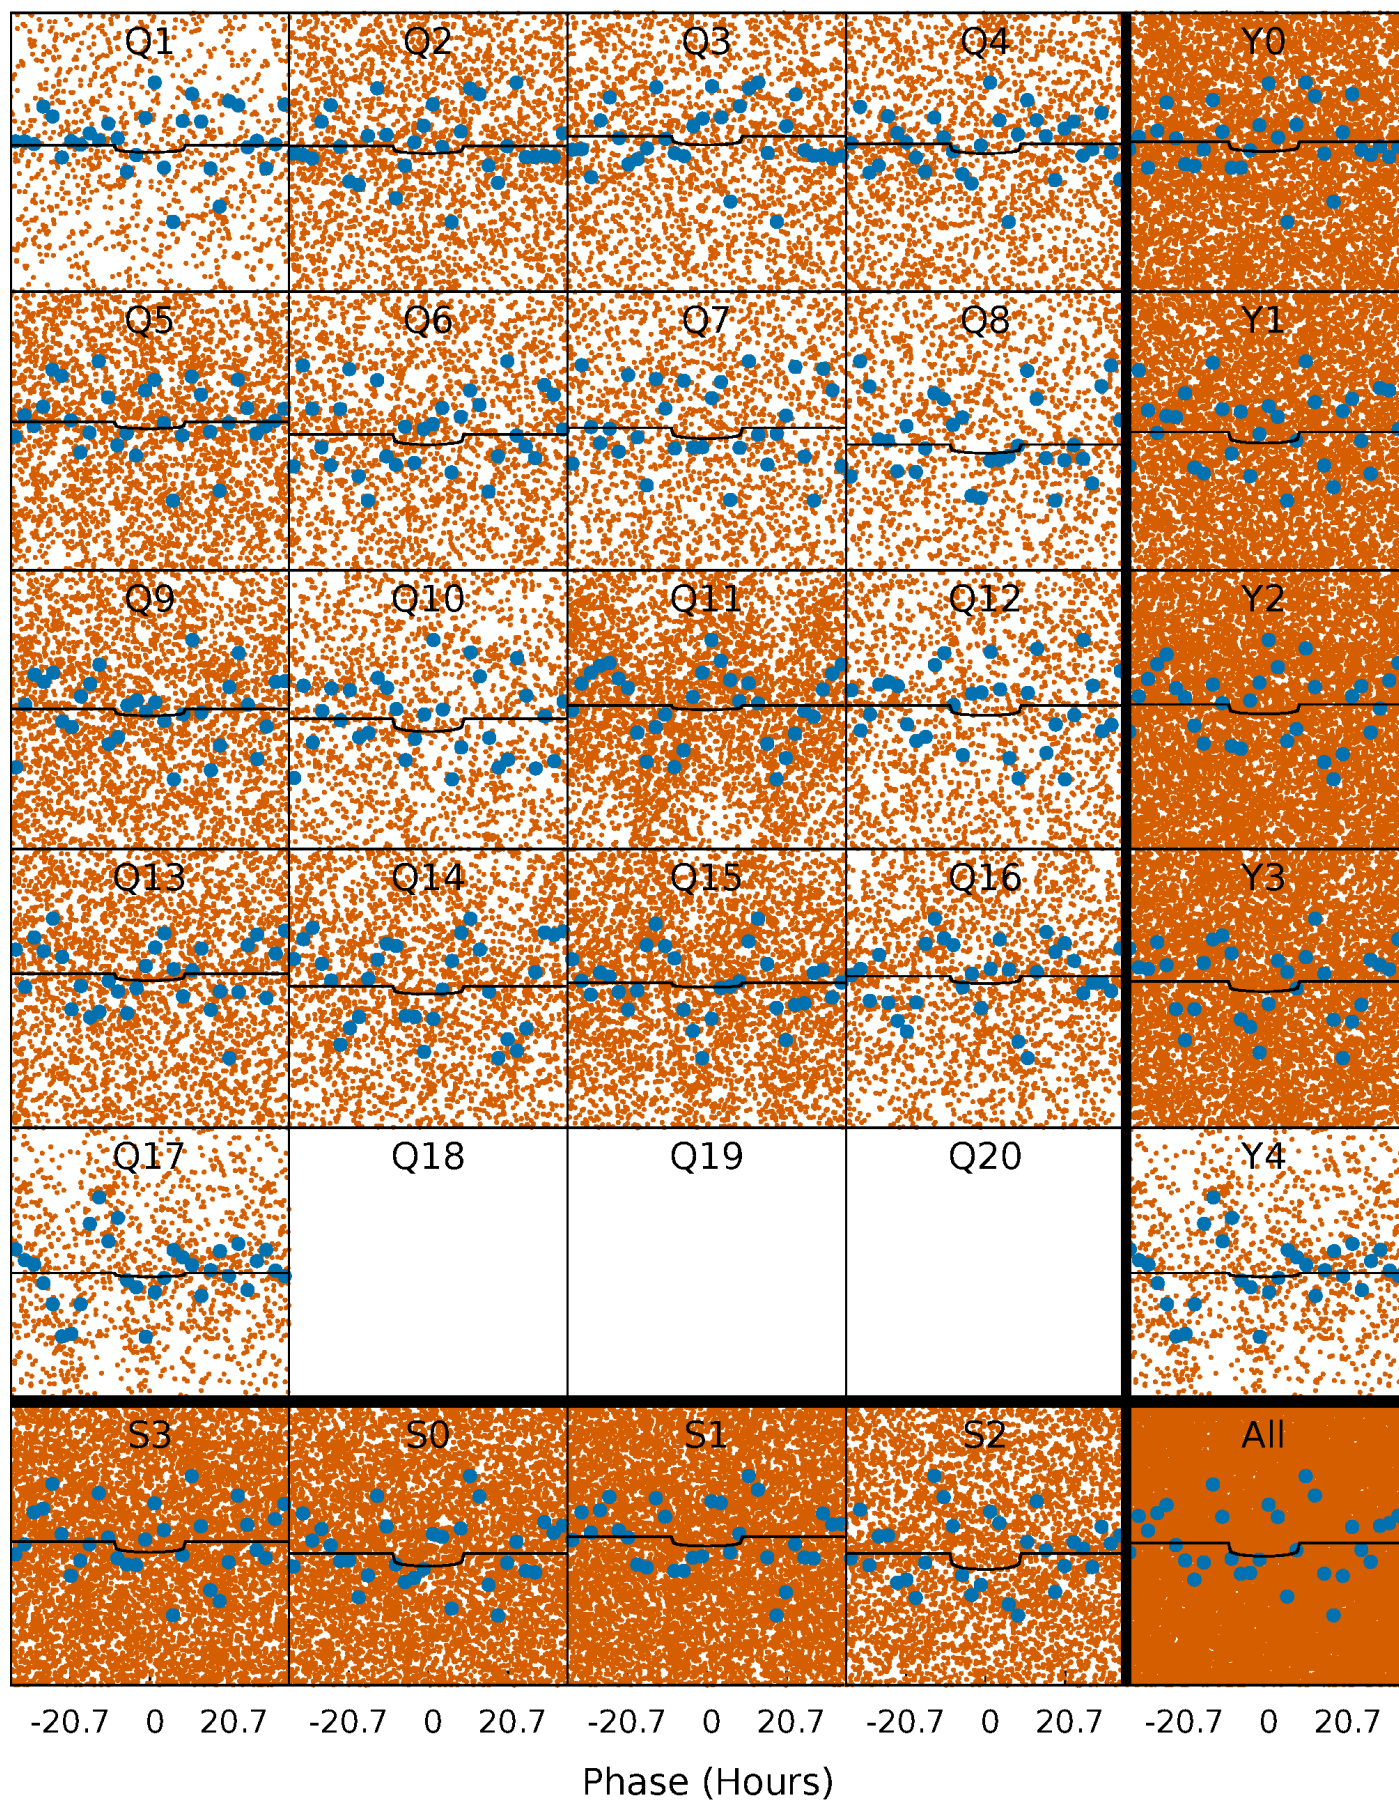 Q1 Q2 Q3 Q4 Y0
Q5 Q6 Q7 Q8 Y1
Q9 Q10 Q11 Q12 Y2
Q13 Q14 Q15 Q16 Y3
Q17 Q18 Q19 Q20 Y4
S3 S0 S1 S2 All
-20.7 0 20.7 -20.7 0 20.7 -20.7 0 20.7 -20.7 0 20.7 -20.7 0 20.7
Phase (Hours)